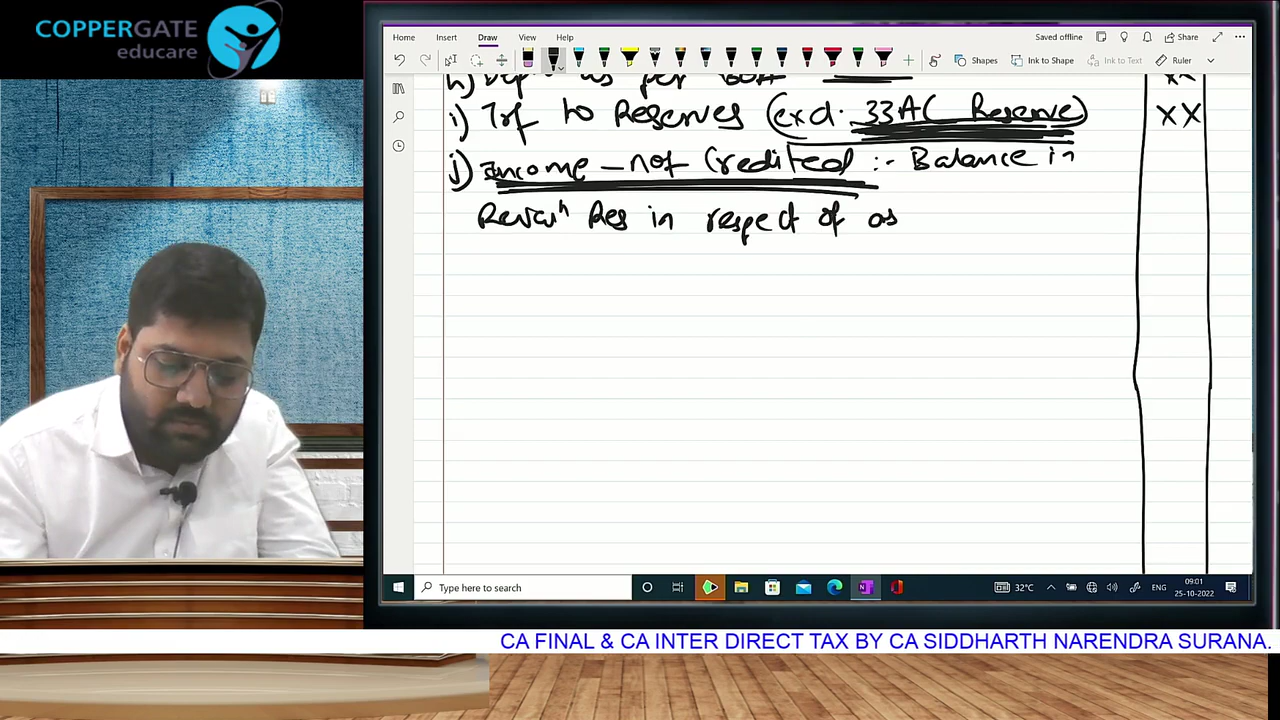 COPPERGATE
educare
Home Insert Draw View Help
Saved offline
Share
Shapes
Ink to Shape
Ink to Text
Ruler
h) as per xx
i) Trf to Reserves (excl. 33AC Reserve) XX
j) Income - not Credited :- Balance in
Res in respect of as
Type here to search
32°C
ENG
09:01
25-10-2022
CA FINAL & CA INTER DIRECT TAX BY CA SIDDHARTH NARENDRA SURANA.